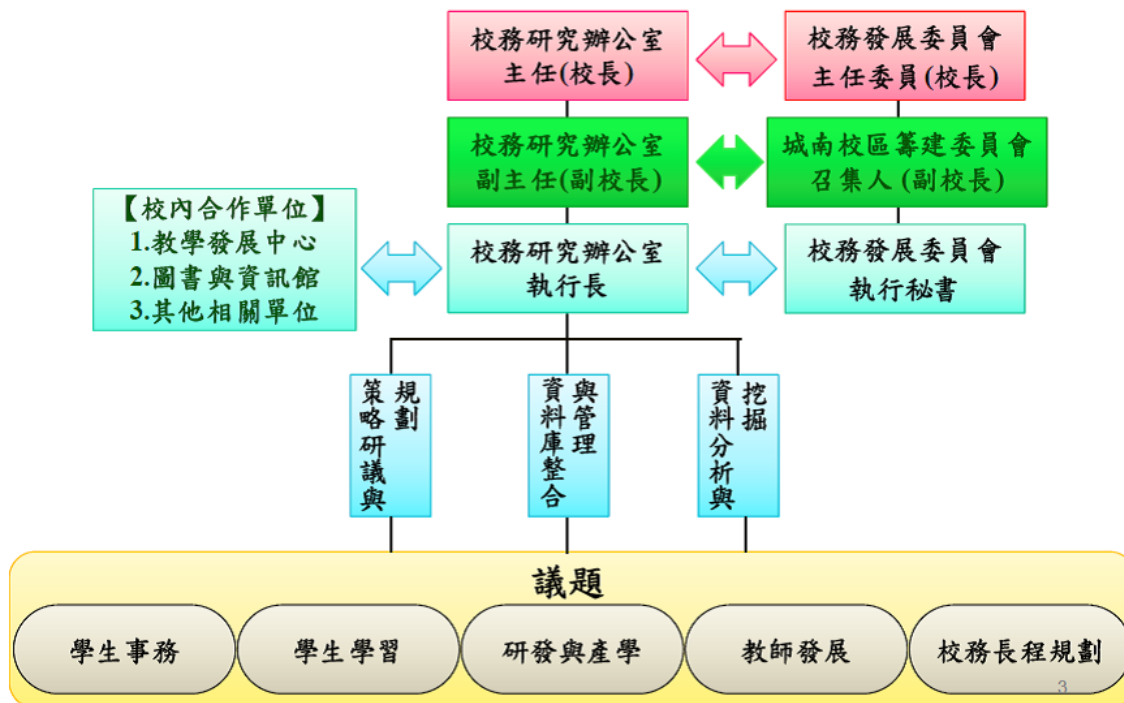 校務研究辦公室
主任(校長)
校務發展委員會
主任委員(校長)
校務研究辦公室
副主任(副校長)
城南校區籌建委員會
召集人(副校長)
【校內合作單位】
1.教學發展中心
2.圖書與資訊館
3.其他相關單位
校務研究辦公室
執行長
校務發展委員會
執行秘書
策略研議與
規劃
資料庫整合
與管理
資料分析與
挖掘
議題
學生事務
學生學習
研發與產學
教師發展
校務長程規劃
3